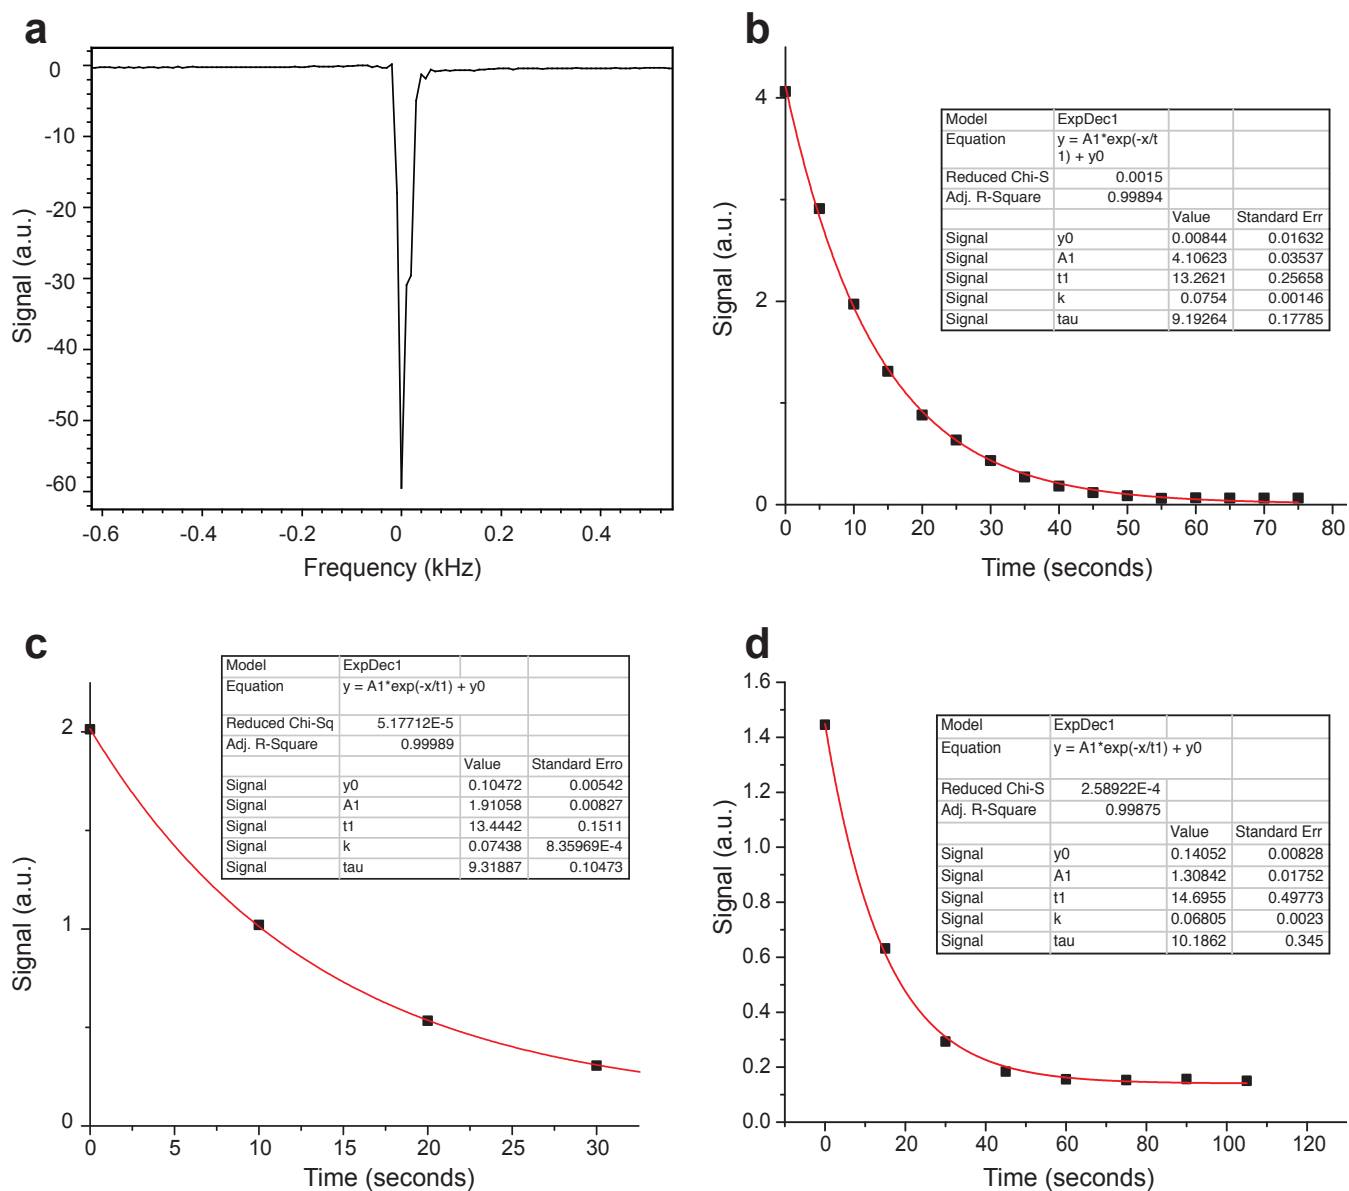 a
0
-10
-20
-30
-40
-50
-60
Signal (a.u.)
-0.6 -0.4 -0.2 0 0.2 0.4
Frequency (kHz)
b
4
2
0
Signal (a.u.)
0 10 20 30 40 50 60 70 80
Time (seconds)
Model ExpDec1
Equation y = A1*exp(-x/t
1) + y0
Reduced Chi-S 0.0015
Adj. R-Square 0.99894
Value Standard Err
Signal y0 0.00844 0.01632
Signal A1 4.10623 0.03537
Signal t1 13.2621 0.25658
Signal k 0.0754 0.00146
Signal tau 9.19264 0.17785
c
2
1
0
Signal (a.u.)
0 5 10 15 20 25 30
Time (seconds)
Model ExpDec1
Equation y = A1*exp(-x/t1) + y0
Reduced Chi-Sq 5.17712E-5
Adj. R-Square 0.99989
Value Standard Erro
Signal y0 0.10472 0.00542
Signal A1 1.91058 0.00827
Signal t1 13.4442 0.1511
Signal k 0.07438 8.35969E-4
Signal tau 9.31887 0.10473
d
1.6
1.4
1.2
1.0
0.8
0.6
0.4
0.2
0.0
Signal (a.u.)
0 20 40 60 80 100 120
Time (seconds)
Model ExpDec1
Equation y = A1*exp(-x/t1) + y0
Reduced Chi-S 2.58922E-4
Adj. R-Square 0.99875
Value Standard Err
Signal y0 0.14052 0.00828
Signal A1 1.30842 0.01752
Signal t1 14.6955 0.49773
Signal k 0.06805 0.0023
Signal tau 10.1862 0.345